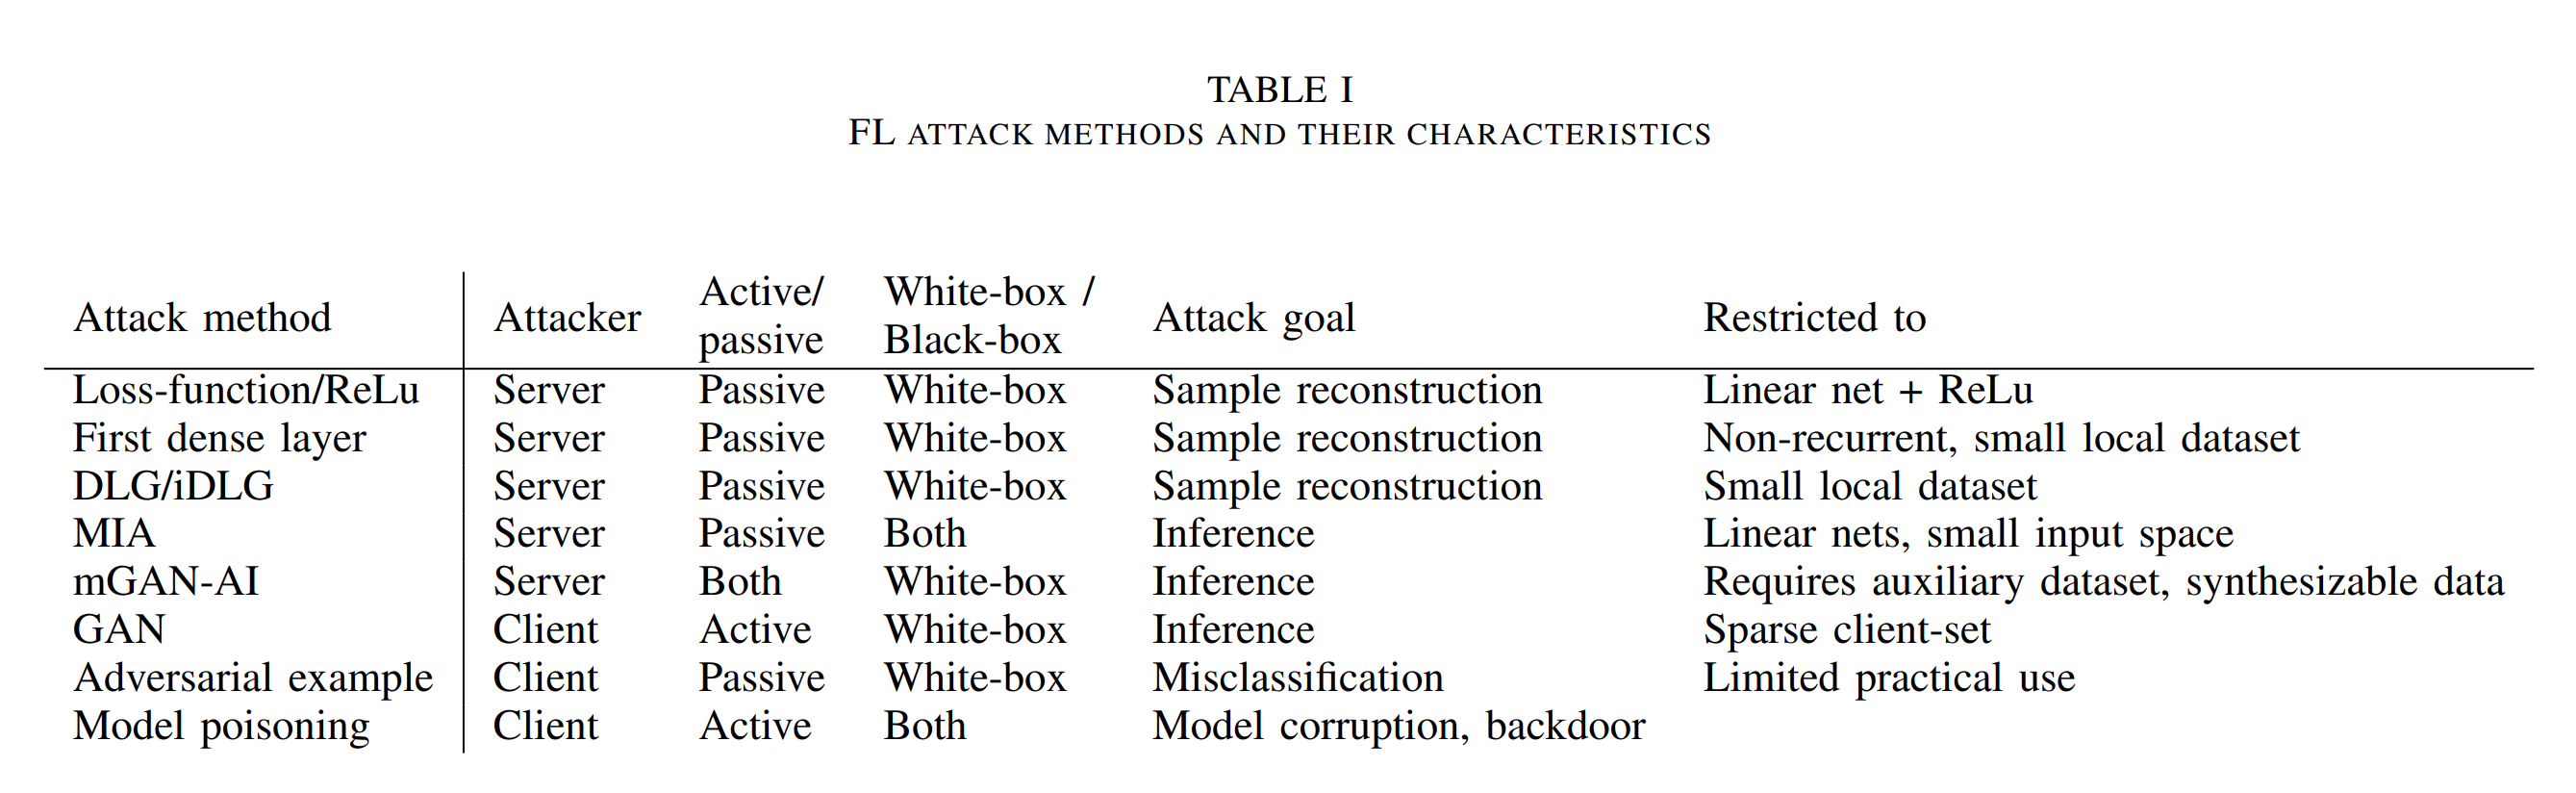 TABLE I
FL ATTACK METHODS AND THEIR CHARACTERISTICS
Attack method Attacker Active/ passive White-box / Black-box Attack goal Restricted to
Loss-function/ReLu Server Passive White-box Sample reconstruction Linear net + ReLu
First dense layer Server Passive White-box Sample reconstruction Non-recurrent, small local dataset
DLG/iDLG Server Passive White-box Sample reconstruction Small local dataset
MIA Server Passive Both Inference Linear nets, small input space
mGAN-AI Server Both White-box Inference Requires auxiliary dataset, synthesizable data
GAN Client Active White-box Inference Sparse client-set
Adversarial example Client Passive White-box Misclassification Limited practical use
Model poisoning Client Active Both Model corruption, backdoor